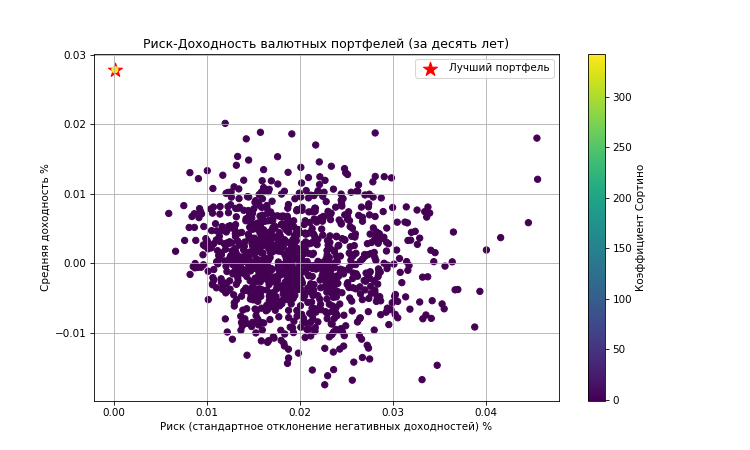 Риск-Доходность валютных портфелей (за десять лет)
Лучший портфель
Средняя доходность %
0.03
0.02
0.01
0.00
−0.01
0.00 0.01 0.02 0.03 0.04
Риск (стандартное отклонение негативных доходностей) %
300
250
200
150
100
50
0
Коэффициент Сортино